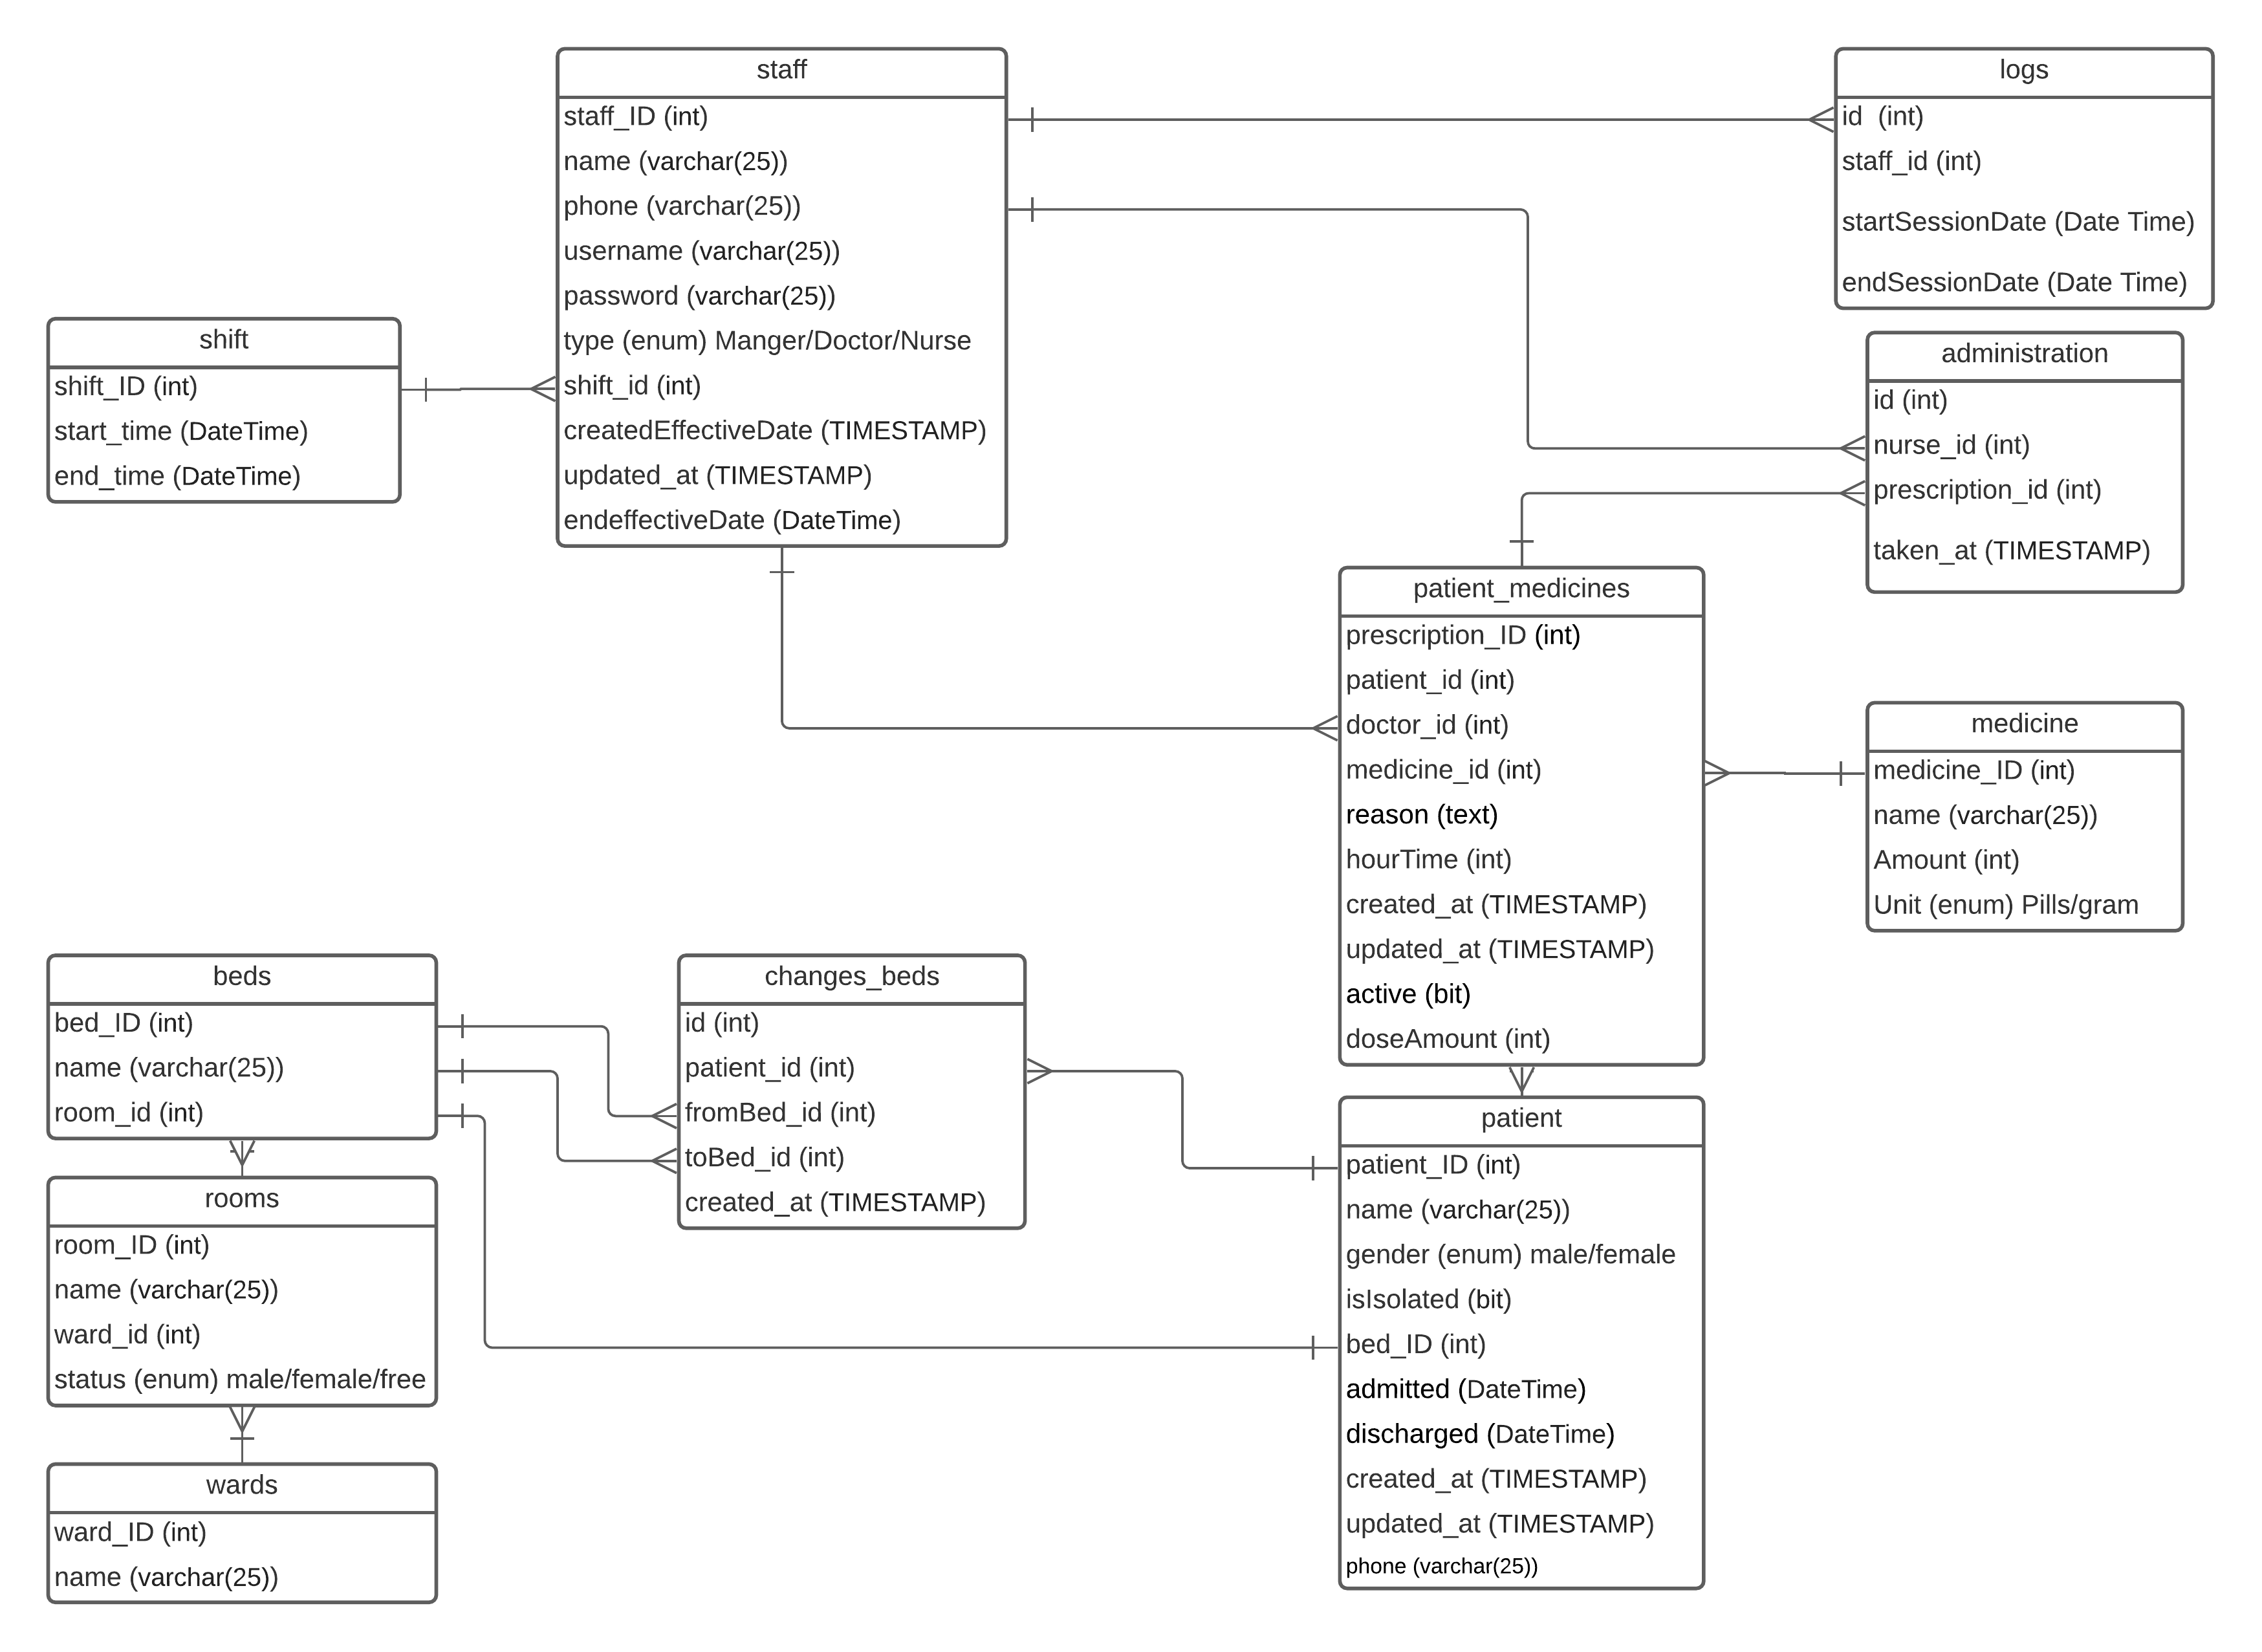 staff
staff_ID (int)
name (varchar(25))
phone (varchar(25))
username (varchar(25))
password (varchar(25))
type (enum) Manger/Doctor/Nurse
shift_id (int)
createdEffectiveDate (TIMESTAMP)
updated_at (TIMESTAMP)
endeffectiveDate (DateTime)
logs
id  (int)
staff_id (int)
startSessionDate (Date Time)
endSessionDate (Date Time)
shift
shift_ID (int)
start_time (DateTime)
end_time (DateTime)
administration
id (int)
nurse_id (int)
prescription_id (int)
taken_at (TIMESTAMP)
patient_medicines
prescription_ID (int)
patient_id (int)
doctor_id (int)
medicine_id (int)
reason (text)
hourTime (int)
created_at (TIMESTAMP)
updated_at (TIMESTAMP)
active (bit)
doseAmount (int)
medicine
medicine_ID (int)
name (varchar(25))
Amount (int)
Unit (enum) Pills/gram
beds
bed_ID (int)
name (varchar(25))
room_id (int)
changes_beds
id (int)
patient_id (int)
fromBed_id (int)
toBed_id (int)
created_at (TIMESTAMP)
patient
patient_ID (int)
name (varchar(25))
gender (enum) male/female
isIsolated (bit)
bed_ID (int)
admitted (DateTime)
discharged (DateTime)
created_at (TIMESTAMP)
updated_at (TIMESTAMP)
phone (varchar(25))
rooms
room_ID (int)
name (varchar(25))
ward_id (int)
status (enum) male/female/free
wards
ward_ID (int)
name (varchar(25))